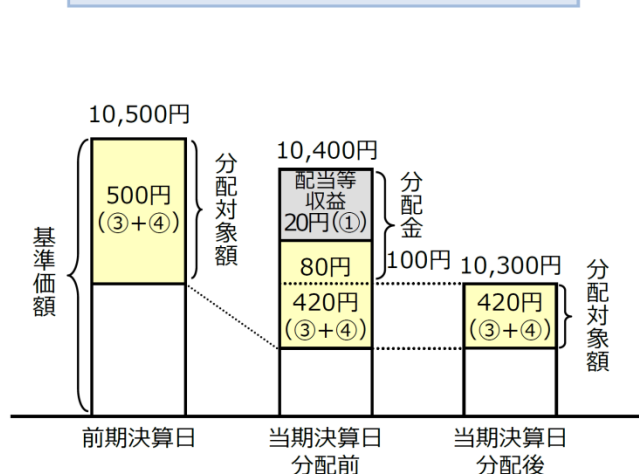 10,500円
500円
(③+④)
分配対象額
基準価額
10,400円
配当等
収益
20円(①)
分配金
100円
80円
420円
(③+④)
10,300円
420円
(③+④)
分配対象額
前期決算日
当期決算日
分配前
当期決算日
分配後